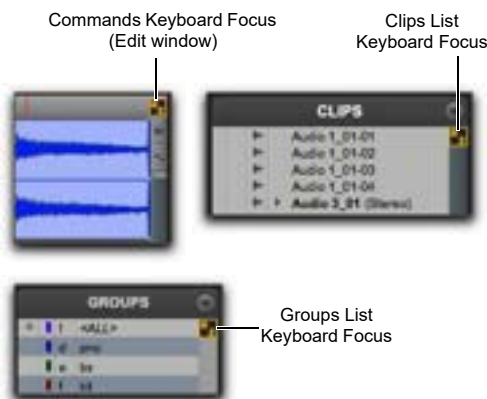 Commands Keyboard Focus
(Edit window)
Clips List
Keyboard Focus
CLIPS
Audio 1_01-01
Audio 1_01-02
Audio 1_01-03
Audio 1_01-04
Audio 3_01 (Stereo)
GROUPS
<ALL>
Groups List
Keyboard Focus